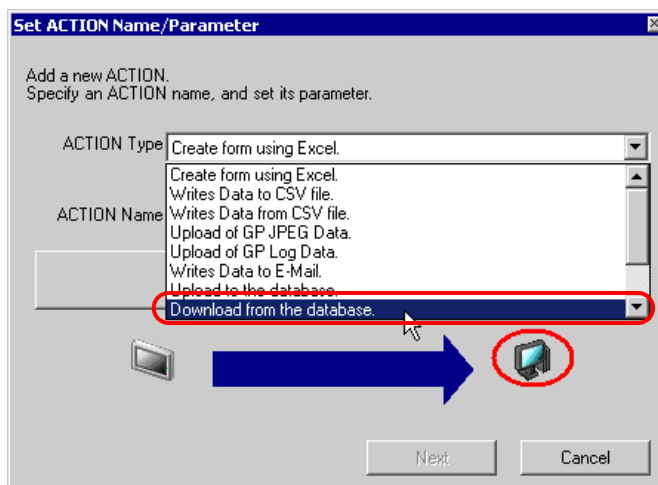 Set ACTION Name/Parameter
Add a new ACTION.
Specify an ACTION name, and set its parameter.
ACTION Type
Create form using Excel.
Create form using Excel.
Writes Data to CSV file.
ACTION Name
Writes Data from CSV file.
Upload of GP JPEG Data.
Upload of GP Log Data.
Writes Data to E-Mail.
Upload to the database.
Download from the database.
Next
Cancel